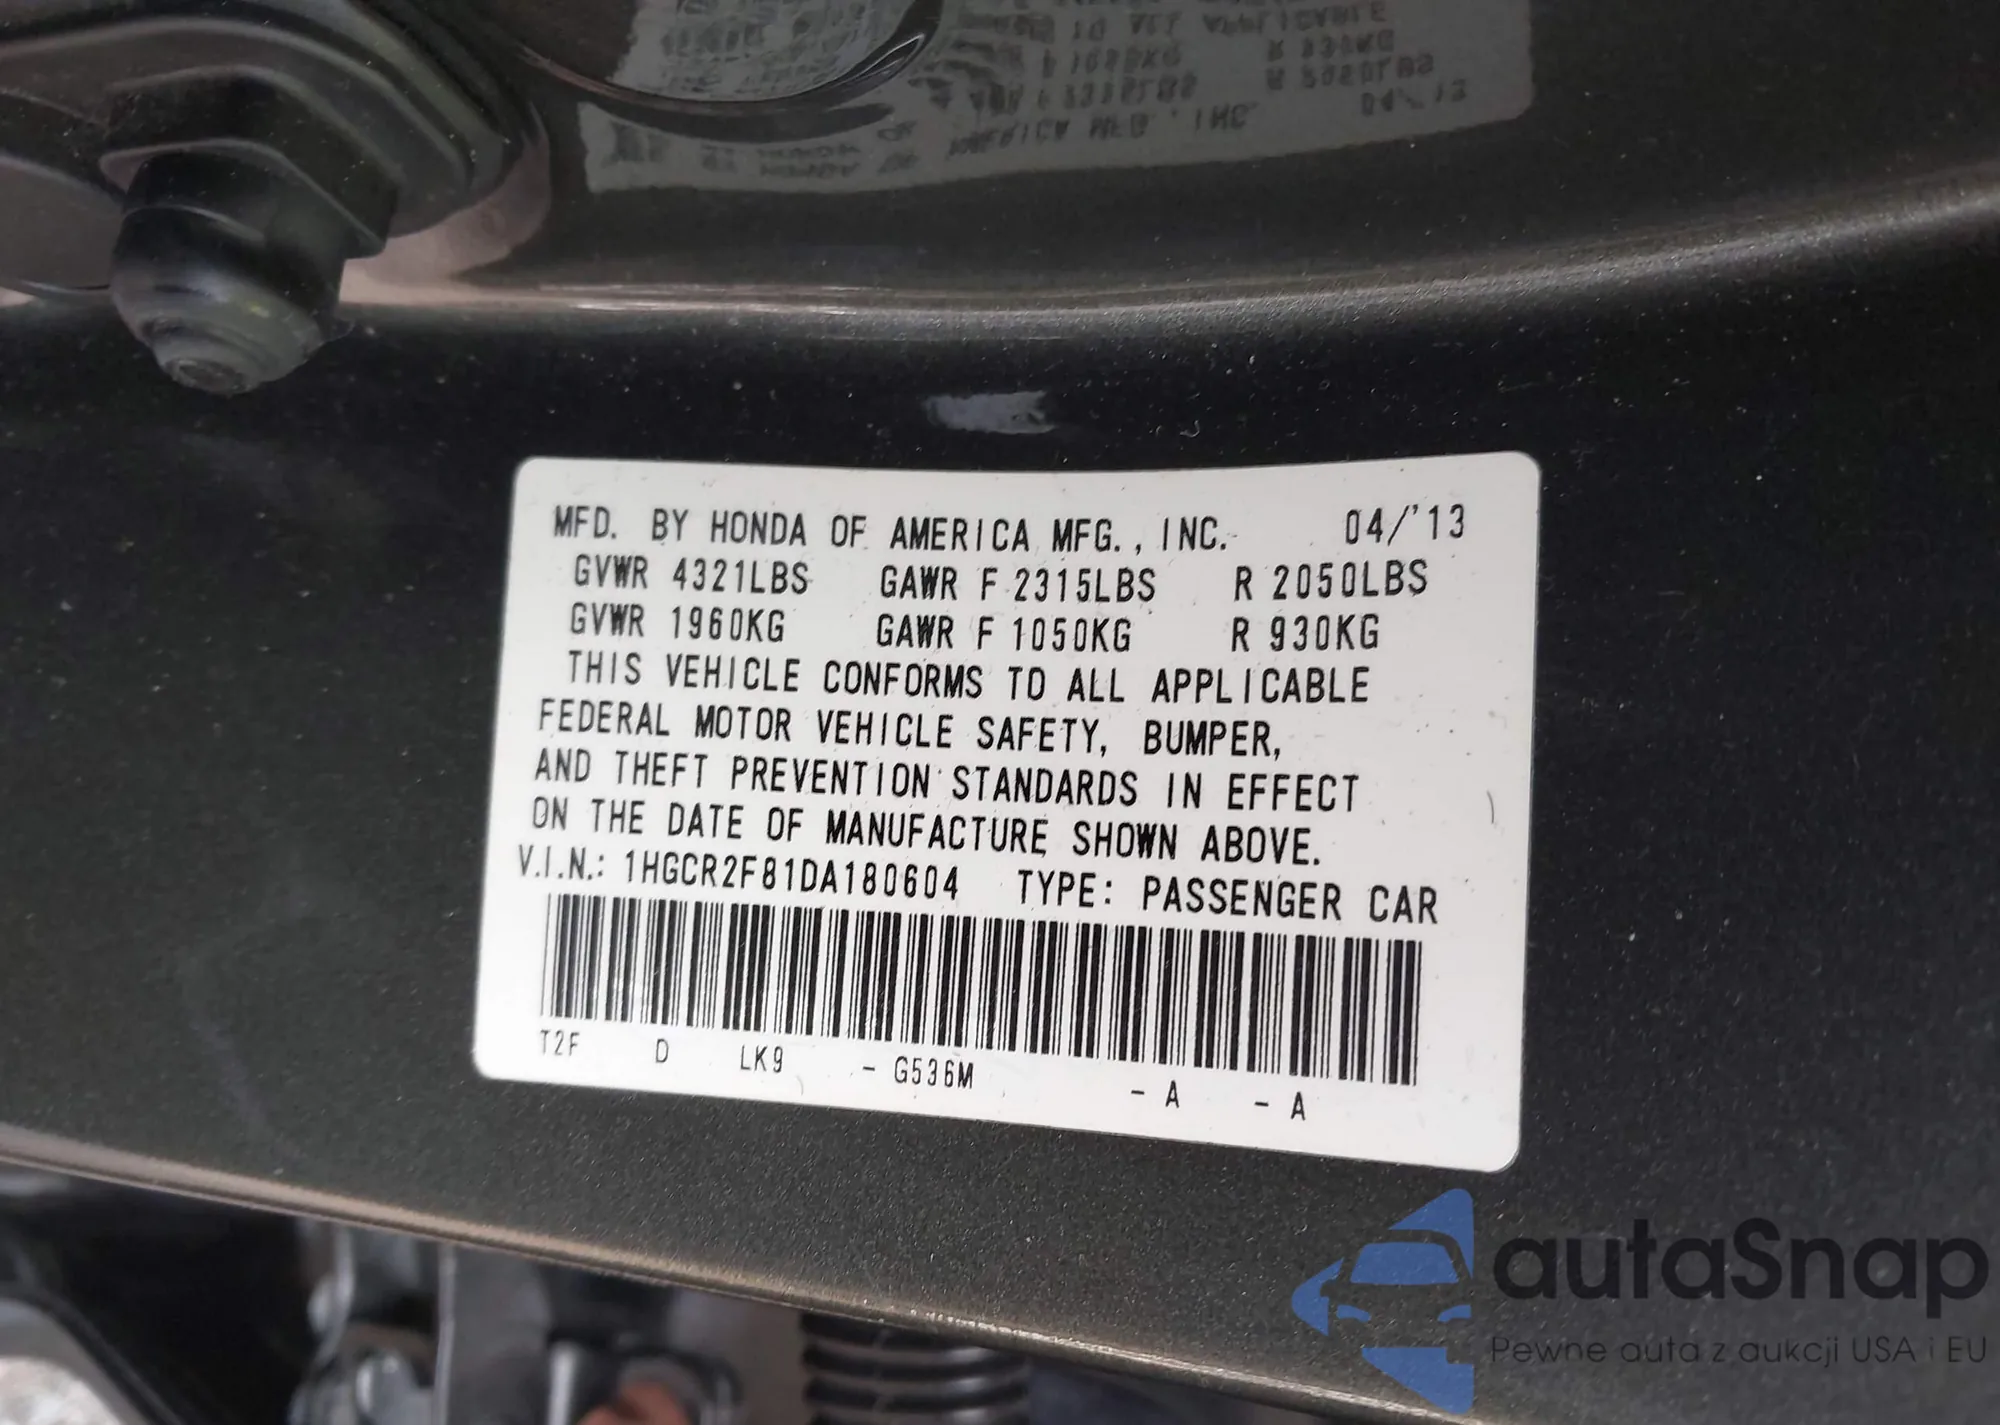 MFD. BY HONDA OF AMERICA MFG., INC. 04/'13
GVWR 4321LBS GAWR F 2315LBS R 2050LBS
GVWR 1960KG GAWR F 1050KG R 930KG
THIS VEHICLE CONFORMS TO ALL APPLICABLE
FEDERAL MOTOR VEHICLE SAFETY, BUMPER,
AND THEFT PREVENTION STANDARDS IN EFFECT
ON THE DATE OF MANUFACTURE SHOWN ABOVE.
V.I.N.: 1HGCR2F81DA180604 TYPE: PASSENGER CAR
T2F D LK9 - G536M - A - A
autaSnap
Pewne auta z aukcji USA i EU